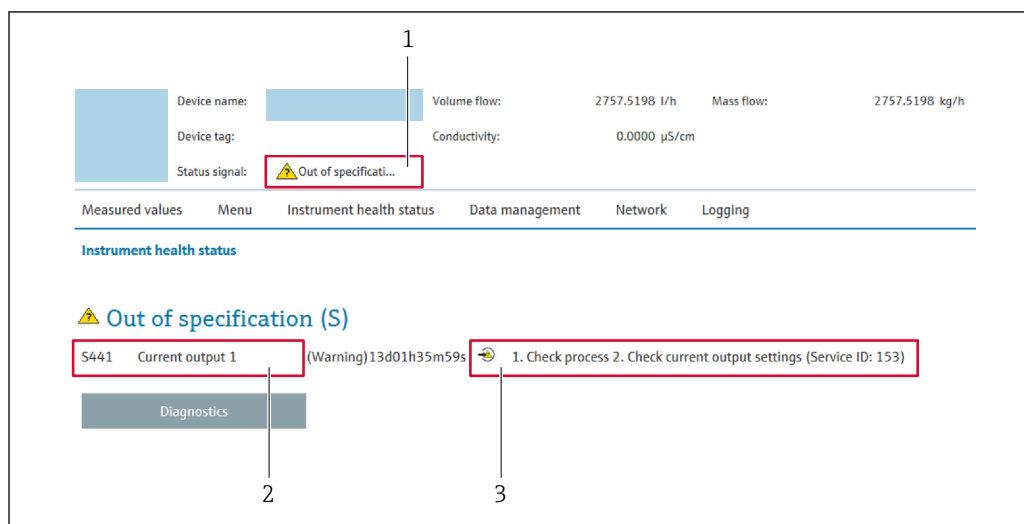 1
Device name: Volume flow: 2757.5198 l/h Mass flow: 2757.5198 kg/h
Device tag: Conductivity: 0.0000 µS/cm
Status signal: Out of specificati...
Measured values Menu Instrument health status Data management Network Logging
Instrument health status
Out of specification (S)
S441 Current output 1 (Warning)13d01h35m59s 1. Check process 2. Check current output settings (Service ID: 153)
Diagnostics
2 3